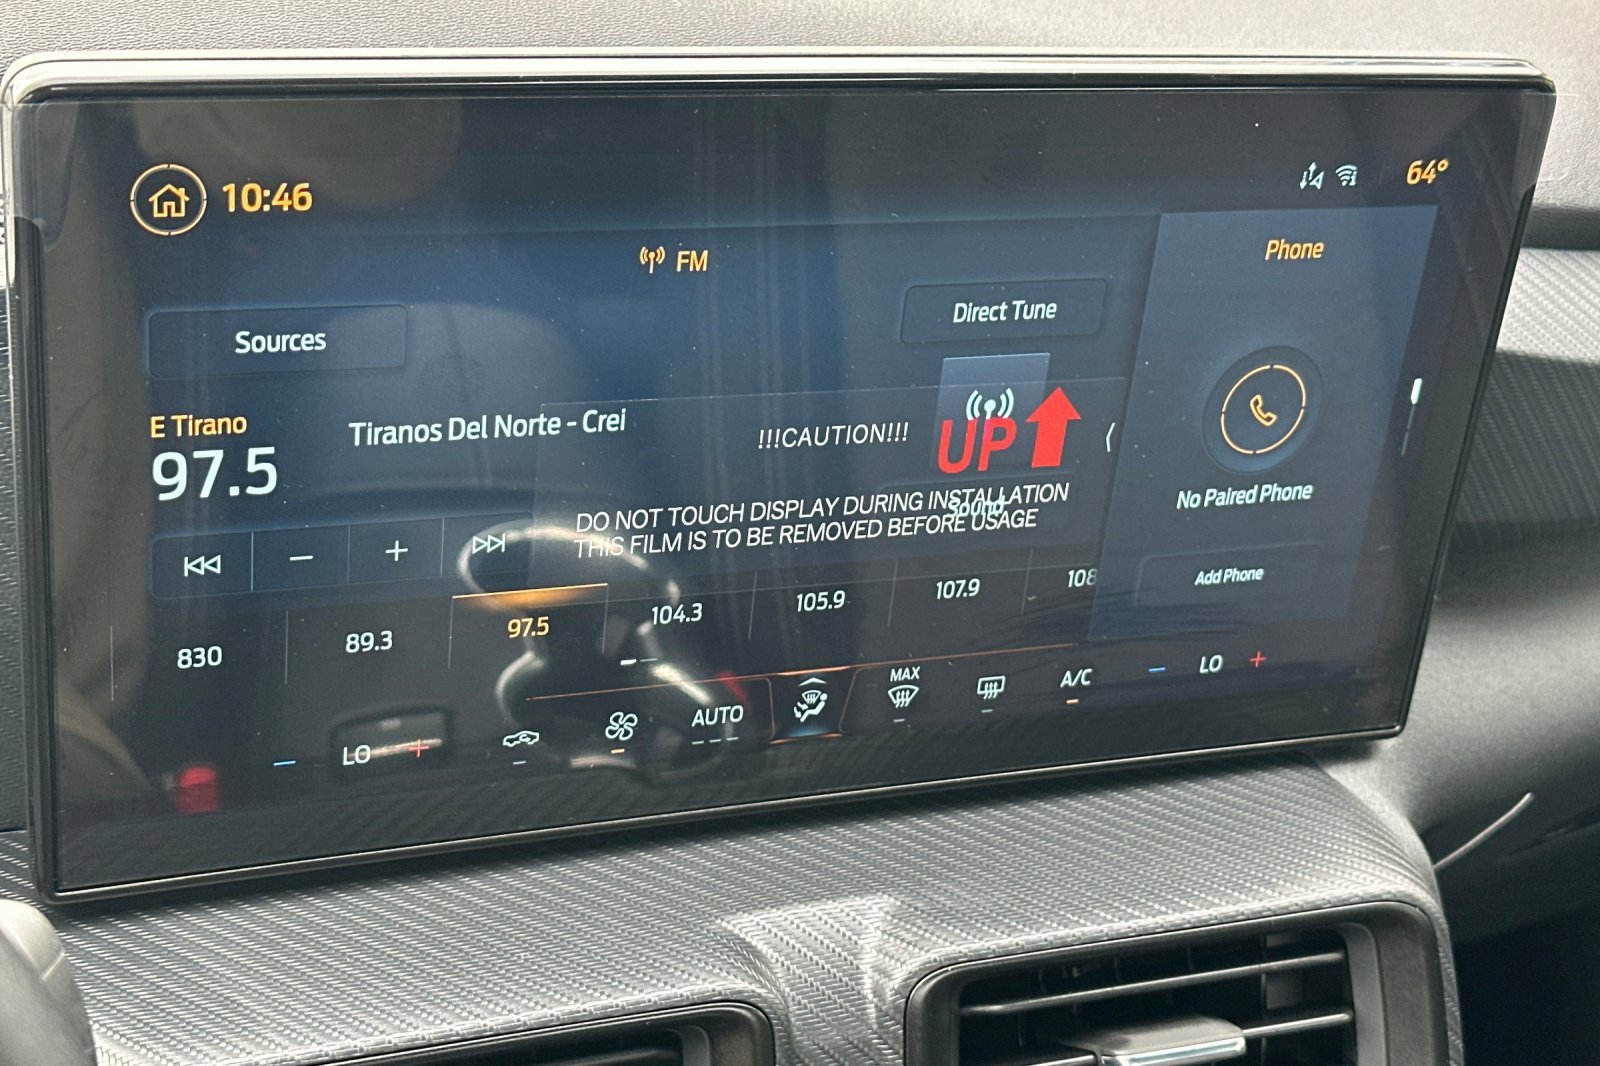 10:46
64°
FM
Phone
Sources
Direct Tune
E Tirano
97.5
Tiranos Del Norte - Crei
!!!CAUTION!!!
UP
No Paired Phone
DO NOT TOUCH DISPLAY DURING INSTALLATION
Sound
THIS FILM IS TO BE REMOVED BEFORE USAGE
Add Phone
830
89.3
97.5
104.3
105.9
107.9
108
LO
AUTO
MAX
A/C
LO